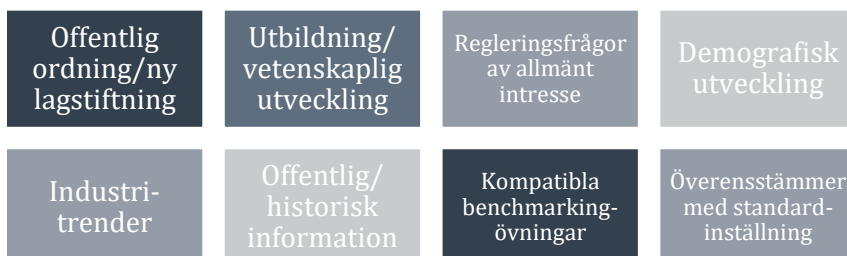 Offentlig
ordning/ny
lagstiftning
Utbildning/
vetenskaplig
utveckling
Regleringsfrågor
av allmänt
intresse
Demografisk
utveckling
Industri-
trender
Offentlig/
historisk
information
Kompatibla
benchmarking-
övningar
Överensstämmer
med standard-
inställning